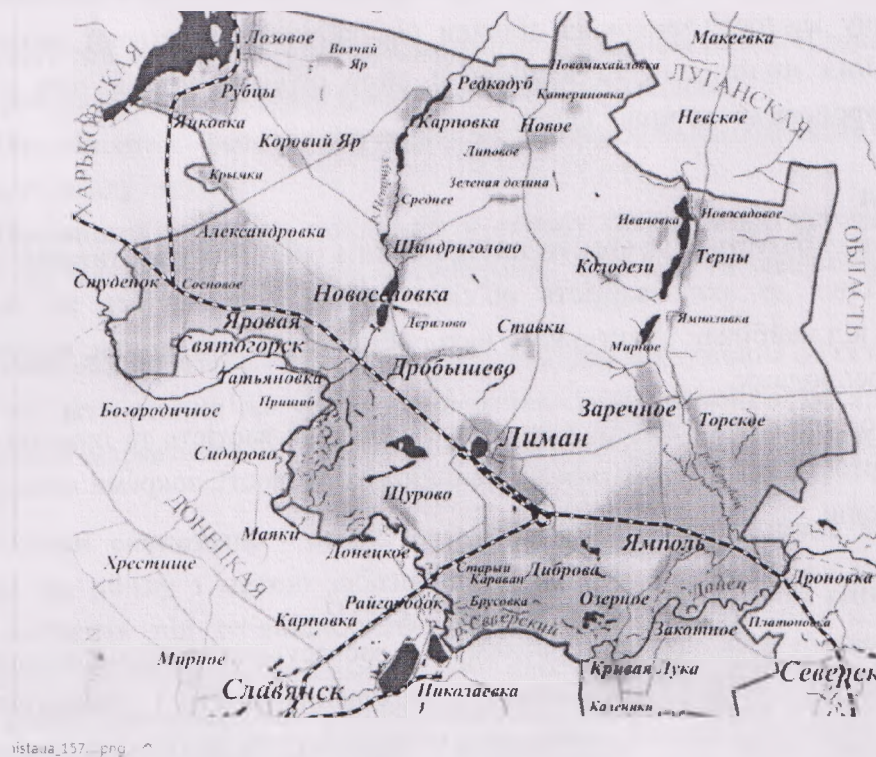 Лозовое
Волчий
Яр
Макеевка
Рубцы
Редкодуб
Новомихайловка
Катериновка
ЛУГАНСКАЯ
ХАРЬКОВСКАЯ
Яцковка
Карповка
Новое
Невское
Коровий Яр
Липовое
Крымки
Зеленая долина
Среднее
Ивановка
Новосадовое
Александровка
Шандриголово
Колодези
Терны
ОБЛАСТЬ
Студенок
Сосновое
Новоселовка
Дерилово
Ставки
Ямполовка
Яровая
Святогорск
Мирное
Дробышево
Татьяновка
Пришиб
Богородичное
Заречное
Торское
Лиман
Сидорово
Щурово
ДОНЕЦКАЯ
Маяки
Донецкое
Ямполь
Хрестище
Старый
Караван
Диброва
Донец
Дроновка
Райгородок
Брусовка
Озерное
Карповка
р.Северский
Закотное
Платоновка
Мирное
Кривая Лука
Северск
Славянск
Николаевка
Каленики